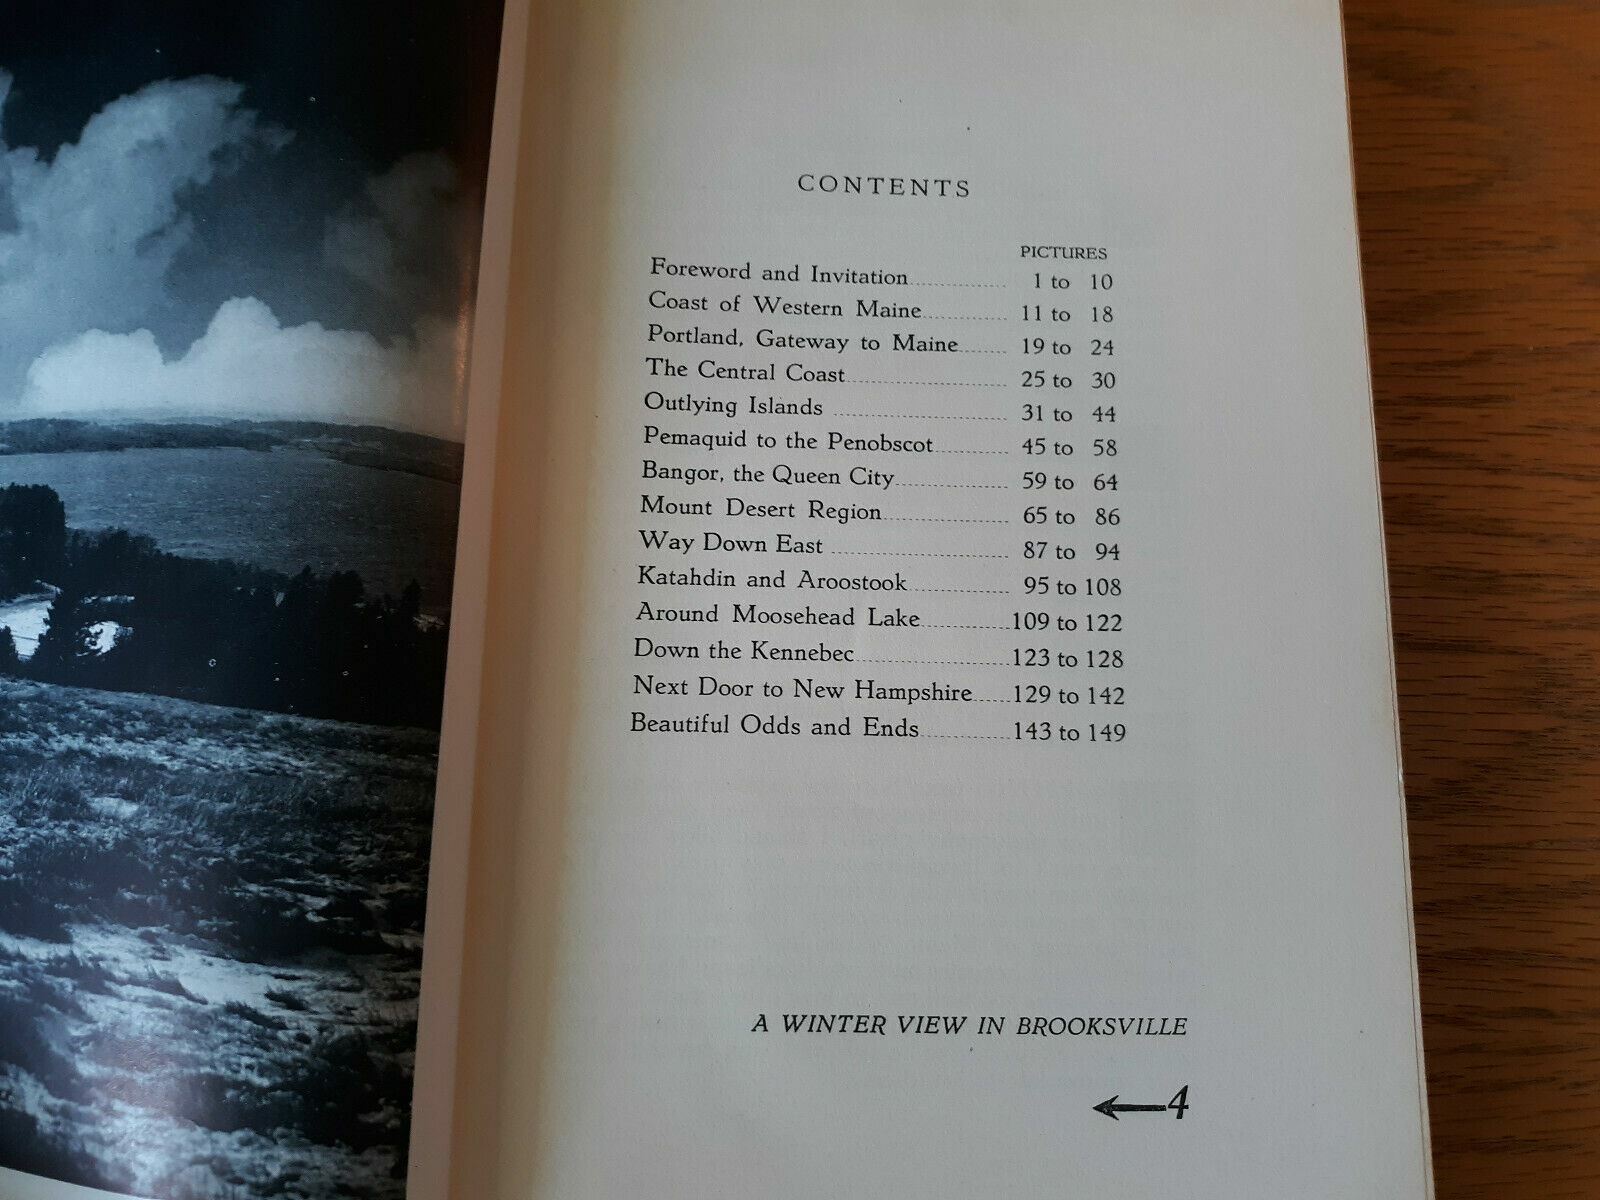 CONTENTS
PICTURES
Foreword and Invitation 1 to 10
Coast of Western Maine 11 to 18
Portland, Gateway to Maine 19 to 24
The Central Coast 25 to 30
Outlying Islands 31 to 44
Pemaquid to the Penobscot 45 to 58
Bangor, the Queen City 59 to 64
Mount Desert Region 65 to 86
Way Down East 87 to 94
Katahdin and Aroostook 95 to 108
Around Moosehead Lake 109 to 122
Down the Kennebec 123 to 128
Next Door to New Hampshire 129 to 142
Beautiful Odds and Ends 143 to 149
A WINTER VIEW IN BROOKSVILLE
4